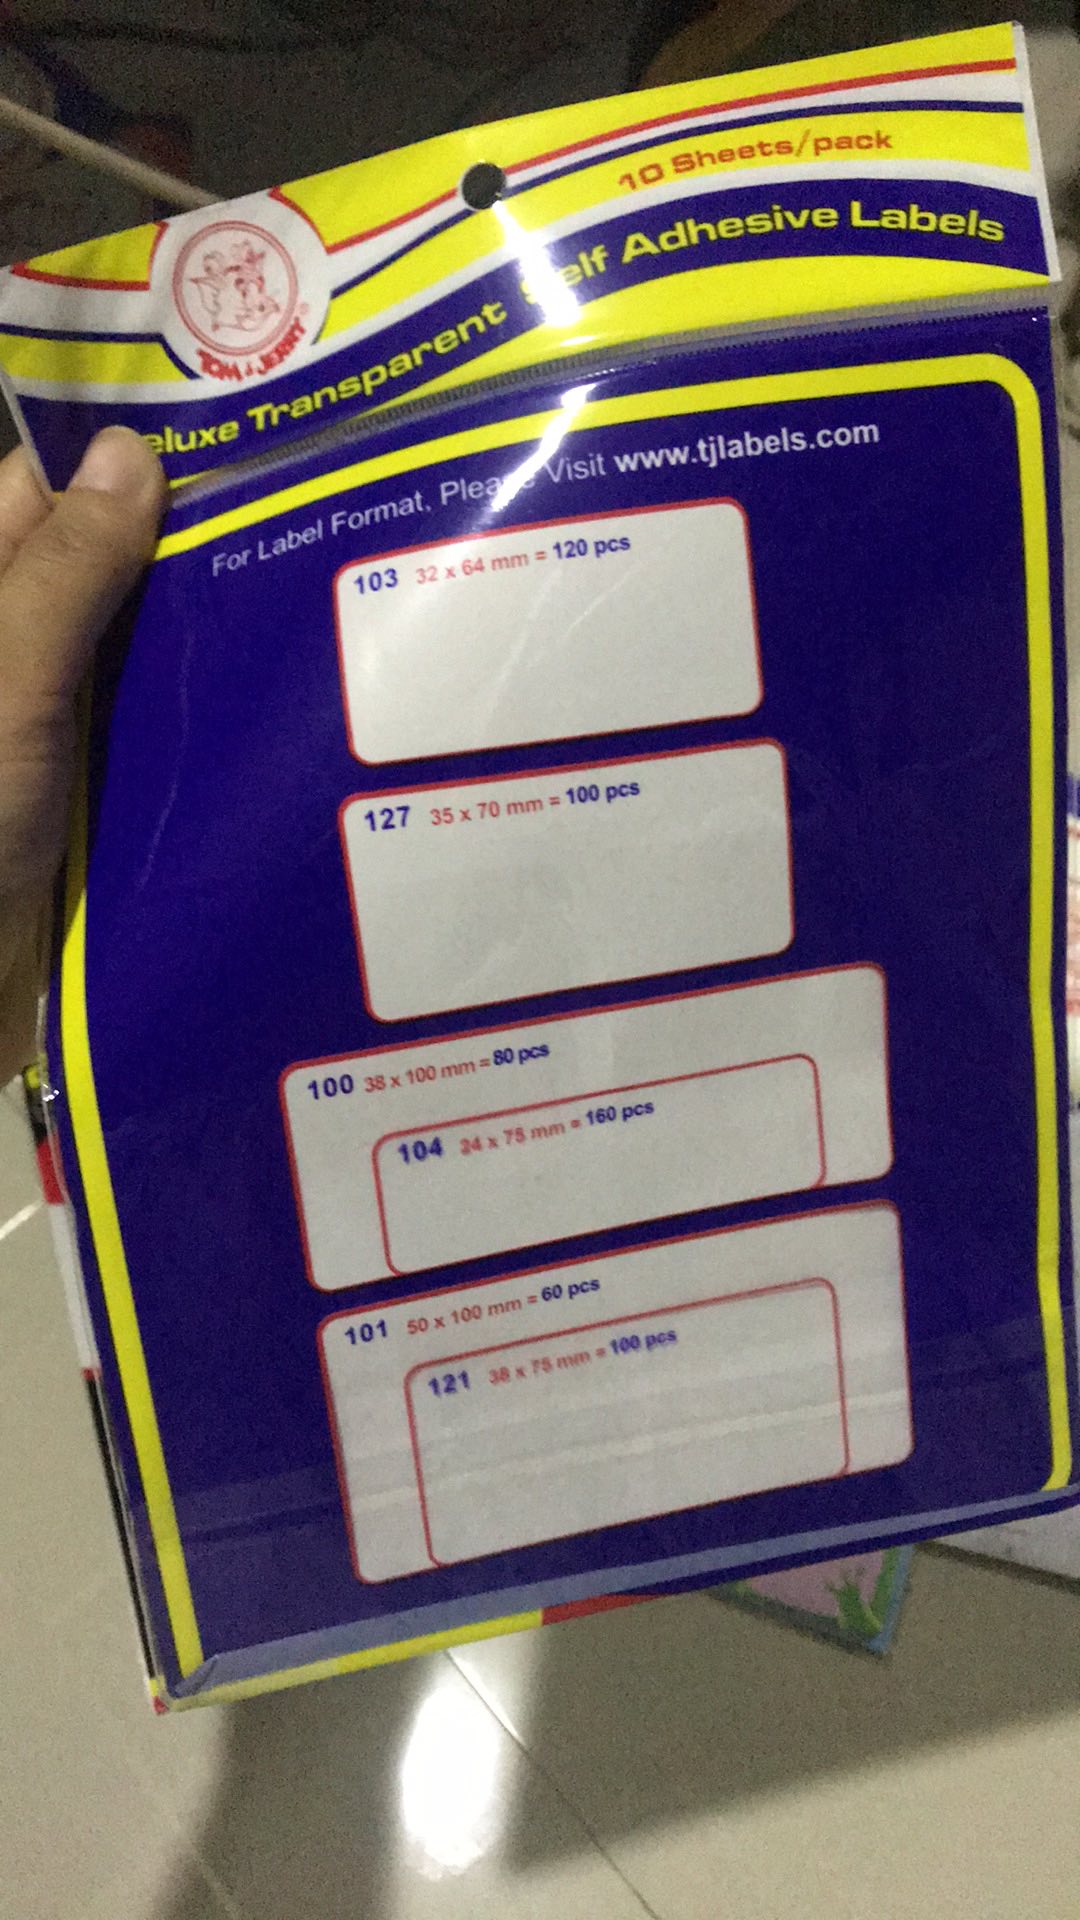 10 Sheets/pack
TOM & JERRY®
eluxe Transparent Self Adhesive Labels
For Label Format, Please Visit www.tjlabels.com
103 32 x 64 mm = 120 pcs
127 35 x 70 mm = 100 pcs
100 38 x 100 mm = 80 pcs
104 24 x 75 mm = 160 pcs
101 50 x 100 mm = 60 pcs
121 38 x 75 mm = 100 pcs